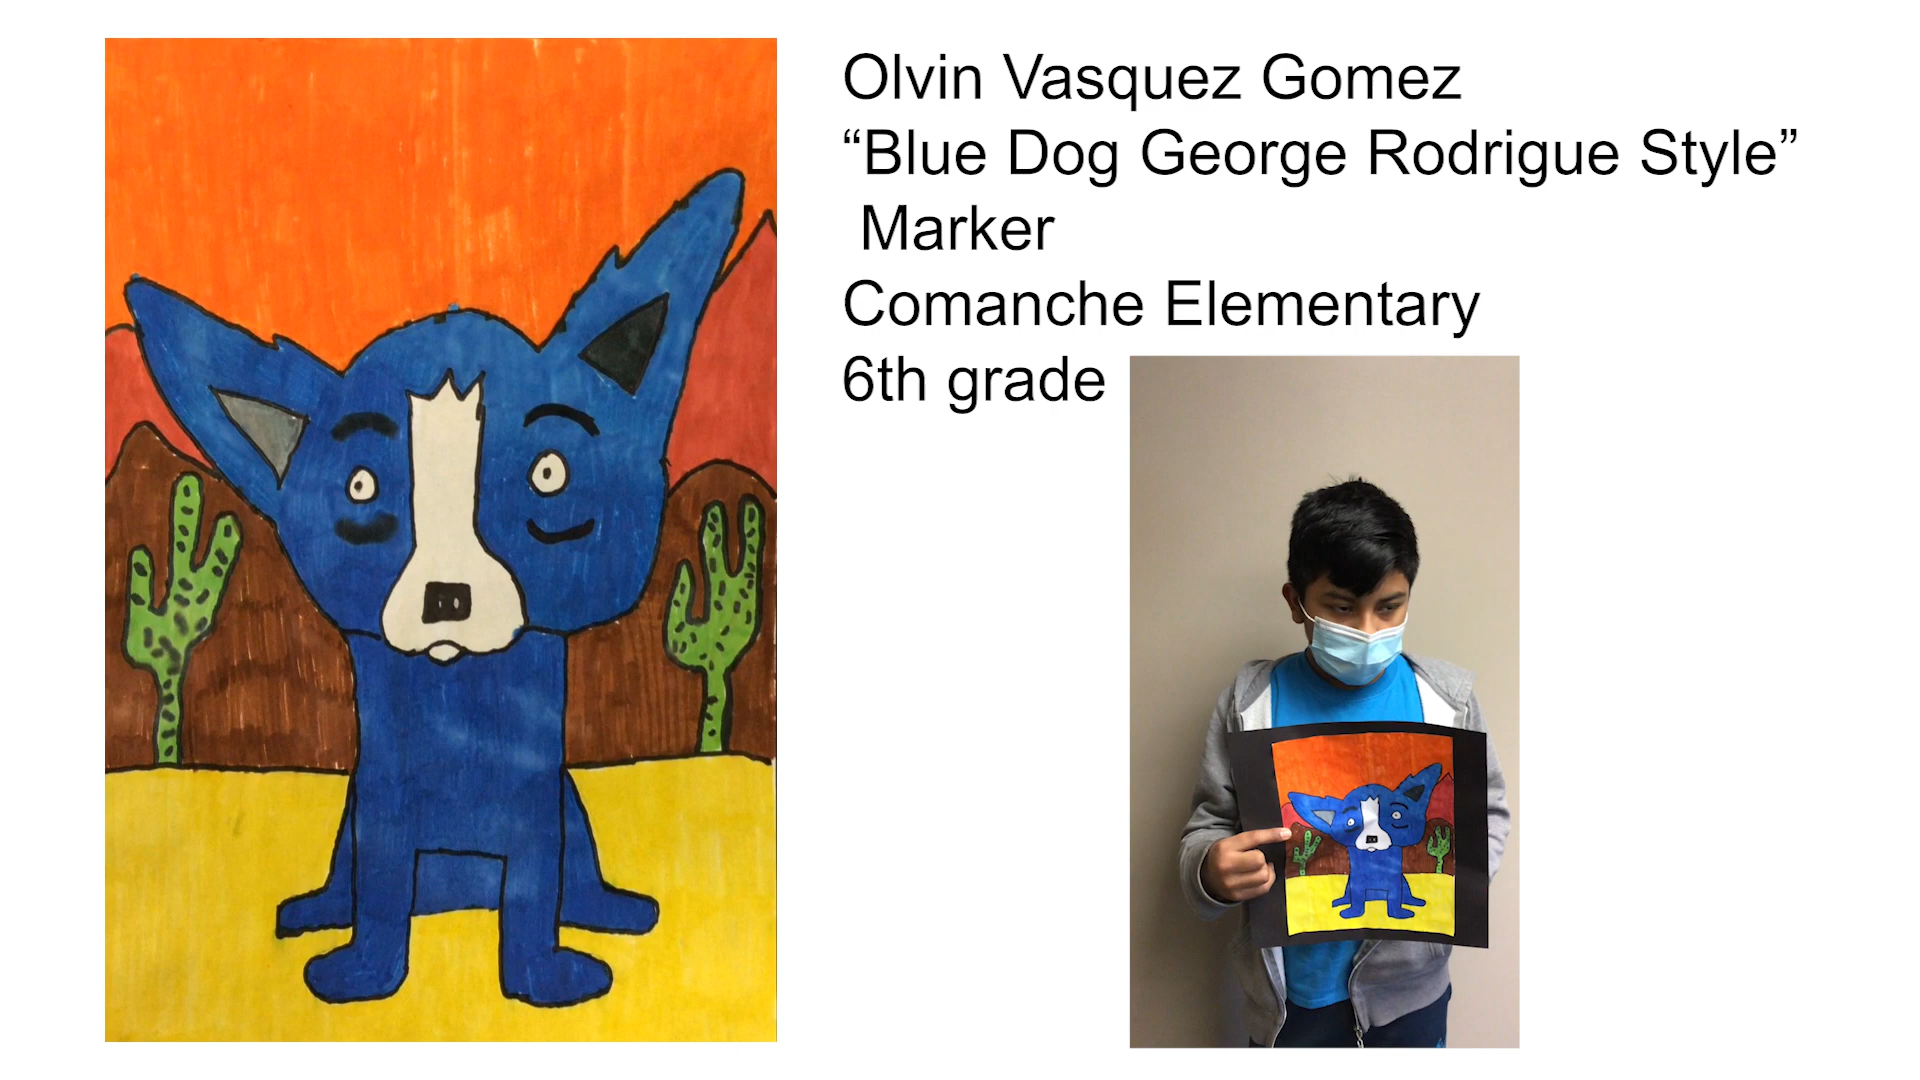 Olvin Vasquez Gomez
“Blue Dog George Rodrigue Style”
Marker
Comanche Elementary
6th grade